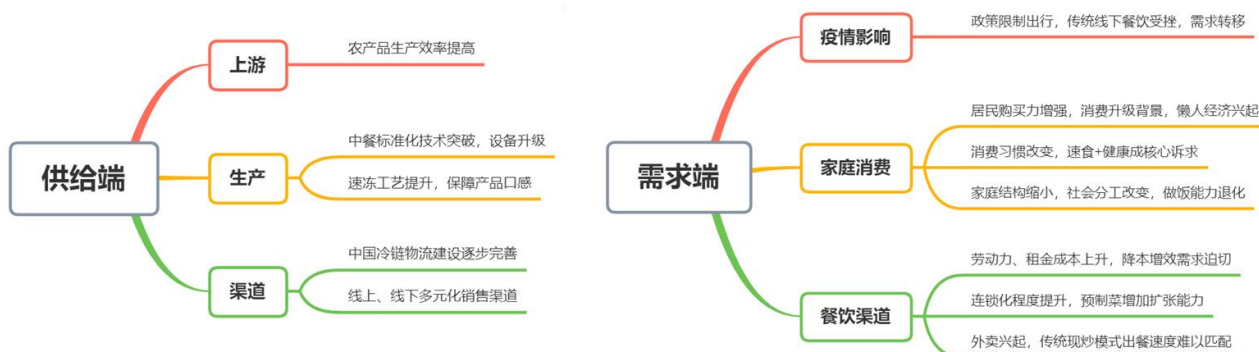 供给端
上游
农产品生产效率提高
生产
中餐标准化技术突破，设备升级
速冻工艺提升，保障产品口感
渠道
中国冷链物流建设逐步完善
线上、线下多元化销售渠道
需求端
疫情影响
政策限制出行，传统线下餐饮受挫，需求转移
家庭消费
居民购买力增强，消费升级背景，懒人经济兴起
消费习惯改变，速食+健康成核心诉求
家庭结构缩小，社会分工改变，做饭能力退化
餐饮渠道
劳动力、租金成本上升，降本增效需求迫切
连锁化程度提升，预制菜增加扩张能力
外卖兴起，传统现炒模式出餐速度难以匹配